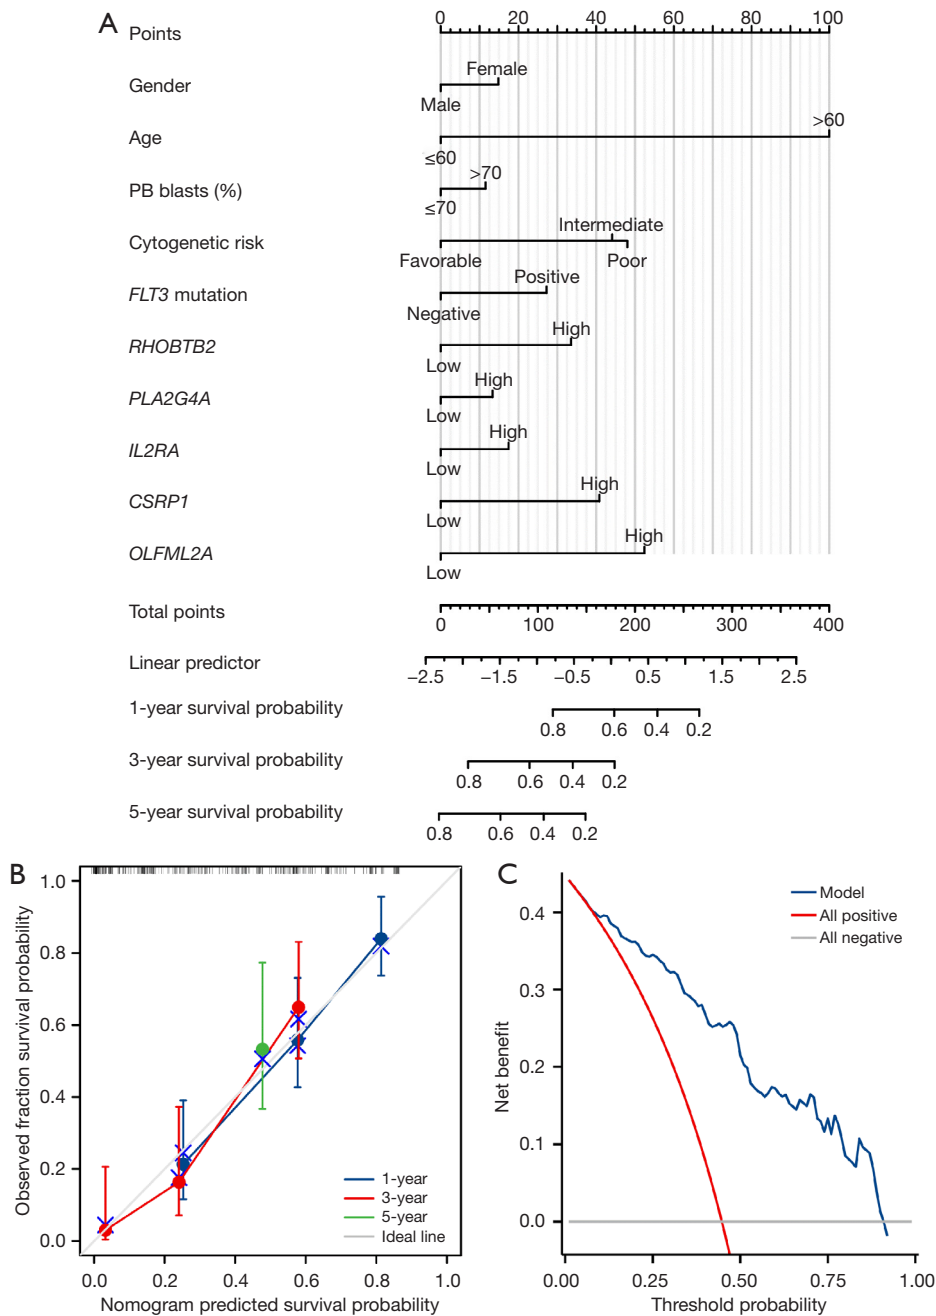 A
Points
0 20 40 60 80 100
Gender
Female
Male
Age
>60
≤60
PB blasts (%)
>70
≤70
Cytogenetic risk
Intermediate
Favorable Poor
FLT3 mutation
Positive
Negative
RHOBTB2
High
Low
PLA2G4A
High
Low
IL2RA
High
Low
CSRP1
High
Low
OLFML2A
High
Low
Total points
0 100 200 300 400
Linear predictor
−2.5 −1.5 −0.5 0.5 1.5 2.5
1-year survival probability
0.8 0.6 0.4 0.2
3-year survival probability
0.8 0.6 0.4 0.2
5-year survival probability
0.8 0.6 0.4 0.2
B
Observed fraction survival probability
1.0
0.8
0.6
0.4
0.2
0.0
1-year
3-year
5-year
Ideal line
0.0 0.2 0.4 0.6 0.8 1.0
Nomogram predicted survival probability
C
Net benefit
0.4
0.3
0.2
0.1
0.0
Model
All positive
All negative
0.00 0.25 0.50 0.75 1.00
Threshold probability